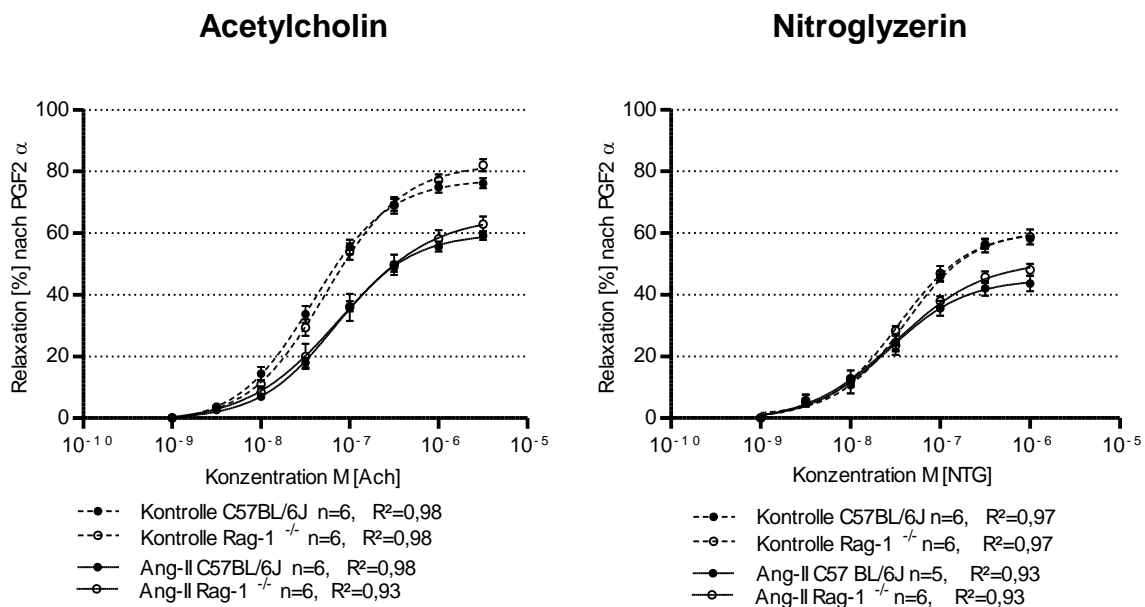 Acetylcholin
Relaxation [%] nach PGF2 α
100
80
60
40
20
0
10-10
10-9
10-8
10-7
10-6
10-5
Konzentration M [Ach]
Kontrolle C57BL/6J n=6, R²=0,98
Kontrolle Rag-1 -/- n=6, R²=0,98
Ang-II C57BL/6J n=6, R²=0,98
Ang-II Rag-1 -/- n=6, R²=0,93
Nitroglyzerin
Relaxation [%] nach PGF2 α
100
80
60
40
20
0
10-10
10-9
10-8
10-7
10-6
10-5
Konzentration M [NTG]
Kontrolle C57BL/6J n=6, R²=0,97
Kontrolle Rag-1 -/- n=6, R²=0,97
Ang-II C57 BL/6J n=5, R²=0,93
Ang-II Rag-1 -/- n=6, R²=0,93